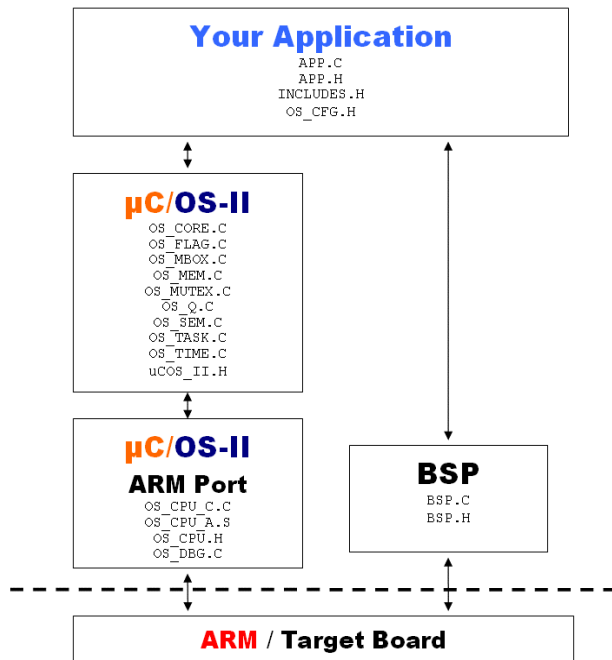 Your Application
APP.C
APP.H
INCLUDES.H
OS_CFG.H
µC/OS-II
OS_CORE.C
OS_FLAG.C
OS_MBOX.C
OS_MEM.C
OS_MUTEX.C
OS_Q.C
OS_SEM.C
OS_TASK.C
OS_TIME.C
uCOS_II.H
µC/OS-II
ARM Port
OS_CPU_C.C
OS_CPU_A.S
OS_CPU.H
OS_DBG.C
BSP
BSP.C
BSP.H
ARM / Target Board